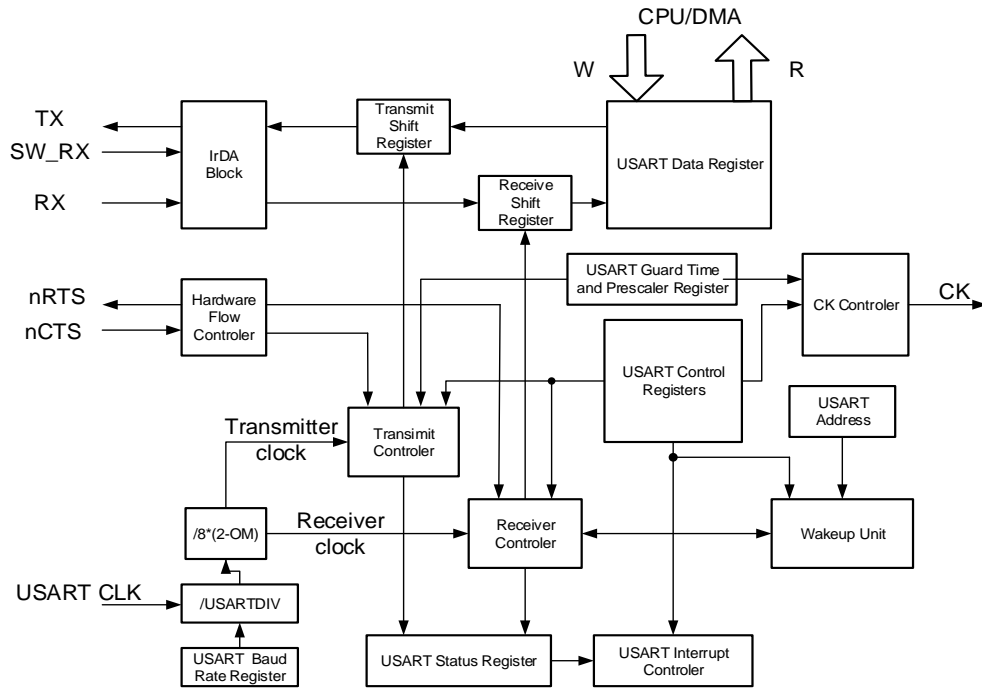 CPU/DMA
W
R
TX
SW_RX
RX
IrDA
Block
Transmit
Shift
Register
Receive
Shift
Register
USART Data Register
nRTS
nCTS
Hardware
Flow
Controler
USART Guard Time
and Prescaler Register
CK Controler
CK
USART Control
Registers
USART
Address
Transmitter
clock
Transimit
Controler
/8*(2-OM)
Receiver
clock
Receiver
Controler
Wakeup Unit
USART CLK
/USARTDIV
USART Baud
Rate Register
USART Status Register
USART Interrupt
Controler